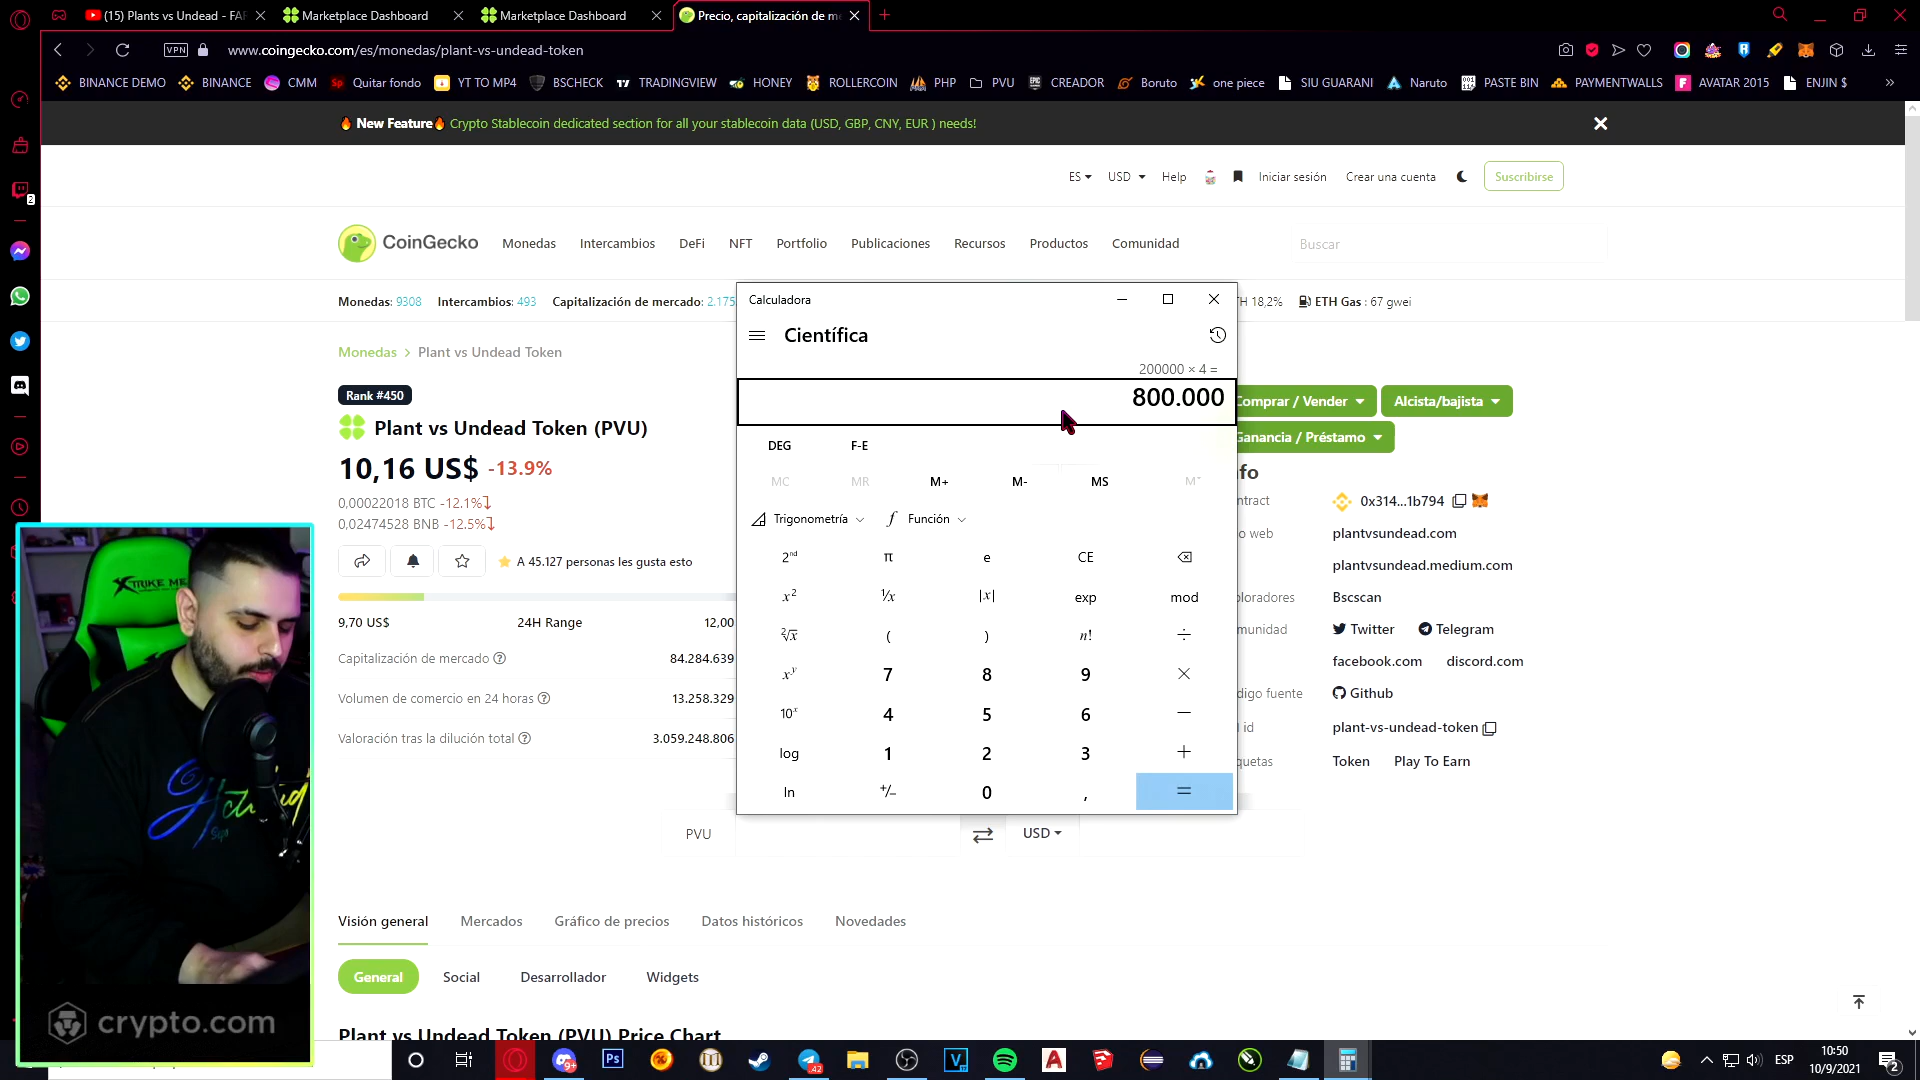 (15) Plants vs Undead - FAR
Marketplace Dashboard
Marketplace Dashboard
Precio, capitalización de me
VPN
www.coingecko.com/es/monedas/plant-vs-undead-token
BINANCE DEMO
BINANCE
CMM
Quitar fondo
YT TO MP4
BSCHECK
TRADINGVIEW
HONEY
ROLLERCOIN
PHP
PVU
CREADOR
Boruto
one piece
SIU GUARANI
Naruto
PASTE BIN
PAYMENTWALLS
AVATAR 2015
ENJIN $
New Feature Crypto Stablecoin dedicated section for all your stablecoin data (USD, GBP, CNY, EUR ) needs!
ES
USD
Help
Iniciar sesión
Crear una cuenta
Suscribirse
2
CoinGecko
Monedas
Intercambios
DeFi
NFT
Portfolio
Publicaciones
Recursos
Productos
Comunidad
Buscar
Monedas: 9308
Intercambios: 493
Capitalización de mercado: 2.175
TH 18,2%
ETH Gas : 67 gwei
Calculadora
Científica
200000 × 4 =
800.000
DEG
F-E
MC
MR
M+
M-
MS
M˅
Trigonometría
Función
2nd
π
e
CE
x²
¹/x
|x|
exp
mod
²√x
(
)
n!
÷
xʸ
7
8
9
×
10ˣ
4
5
6
−
log
1
2
3
+
ln
+/−
0
,
=
Monedas > Plant vs Undead Token
Rank #450
Plant vs Undead Token (PVU)
10,16 US$ -13.9%
0,00022018 BTC -12.1%
0,02474528 BNB -12.5%
A 45.127 personas les gusta esto
9,70 US$
24H Range
12,00
Capitalización de mercado
84.284.639
Volumen de comercio en 24 horas
13.258.329
Valoración tras la dilución total
3.059.248.806
Comprar / Vender
Alcista/bajista
Ganancia / Préstamo
fo
ntract
0x314...1b794
o web
plantvsundead.com
plantvsundead.medium.com
ploradores
Bscscan
munidad
Twitter
Telegram
facebook.com
discord.com
digo fuente
Github
id
plant-vs-undead-token
quetas
Token
Play To Earn
PVU
USD
Visión general
Mercados
Gráfico de precios
Datos históricos
Novedades
General
Social
Desarrollador
Widgets
Plant vs Undead Token (PVU) Price Chart
XTRIKE ME
crypto.com
9+
Ps
42
V
A
ESP
10:50
10/9/2021
2